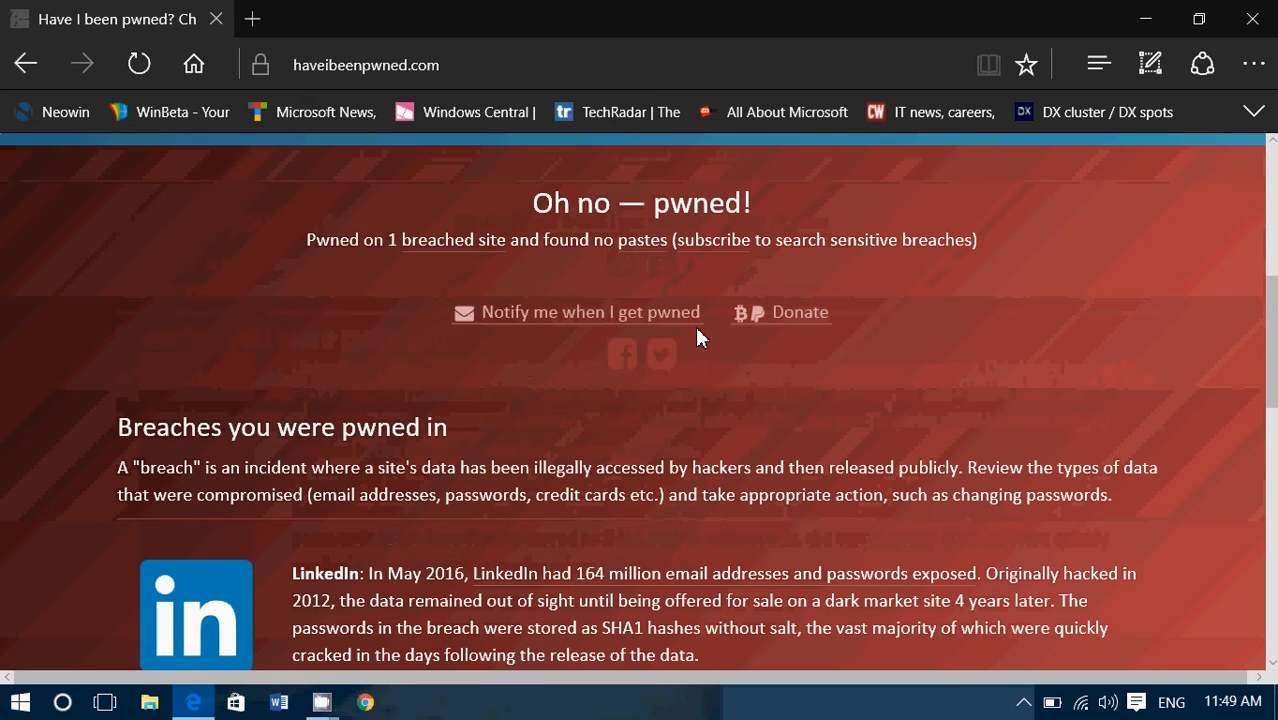 Have I been pwned? Ch
haveibeenpwned.com
Neowin WinBeta - Your Microsoft News, Windows Central | TechRadar | The All About Microsoft IT news, careers, DX cluster / DX spots
Oh no — pwned!
Pwned on 1 breached site and found no pastes (subscribe to search sensitive breaches)
Notify me when I get pwned Donate
Breaches you were pwned in
A "breach" is an incident where a site's data has been illegally accessed by hackers and then released publicly. Review the types of data
that were compromised (email addresses, passwords, credit cards etc.) and take appropriate action, such as changing passwords.
LinkedIn: In May 2016, LinkedIn had 164 million email addresses and passwords exposed. Originally hacked in
2012, the data remained out of sight until being offered for sale on a dark market site 4 years later. The
passwords in the breach were stored as SHA1 hashes without salt, the vast majority of which were quickly
cracked in the days following the release of the data.
ENG 11:49 AM